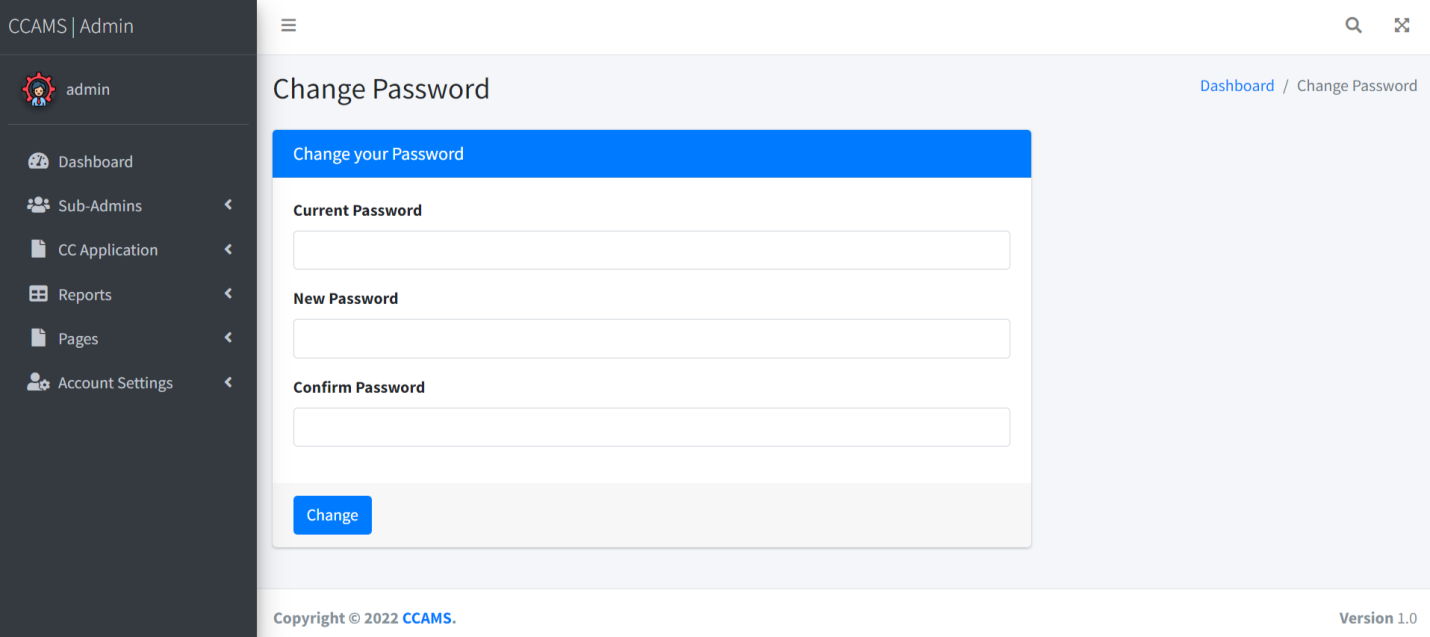 CCAMS | Admin
admin
Dashboard
Sub-Admins
CC Application
Reports
Pages
Account Settings
Change Password
Dashboard / Change Password
Change your Password
Current Password
New Password
Confirm Password
Change
Copyright © 2022 CCAMS.
Version 1.0